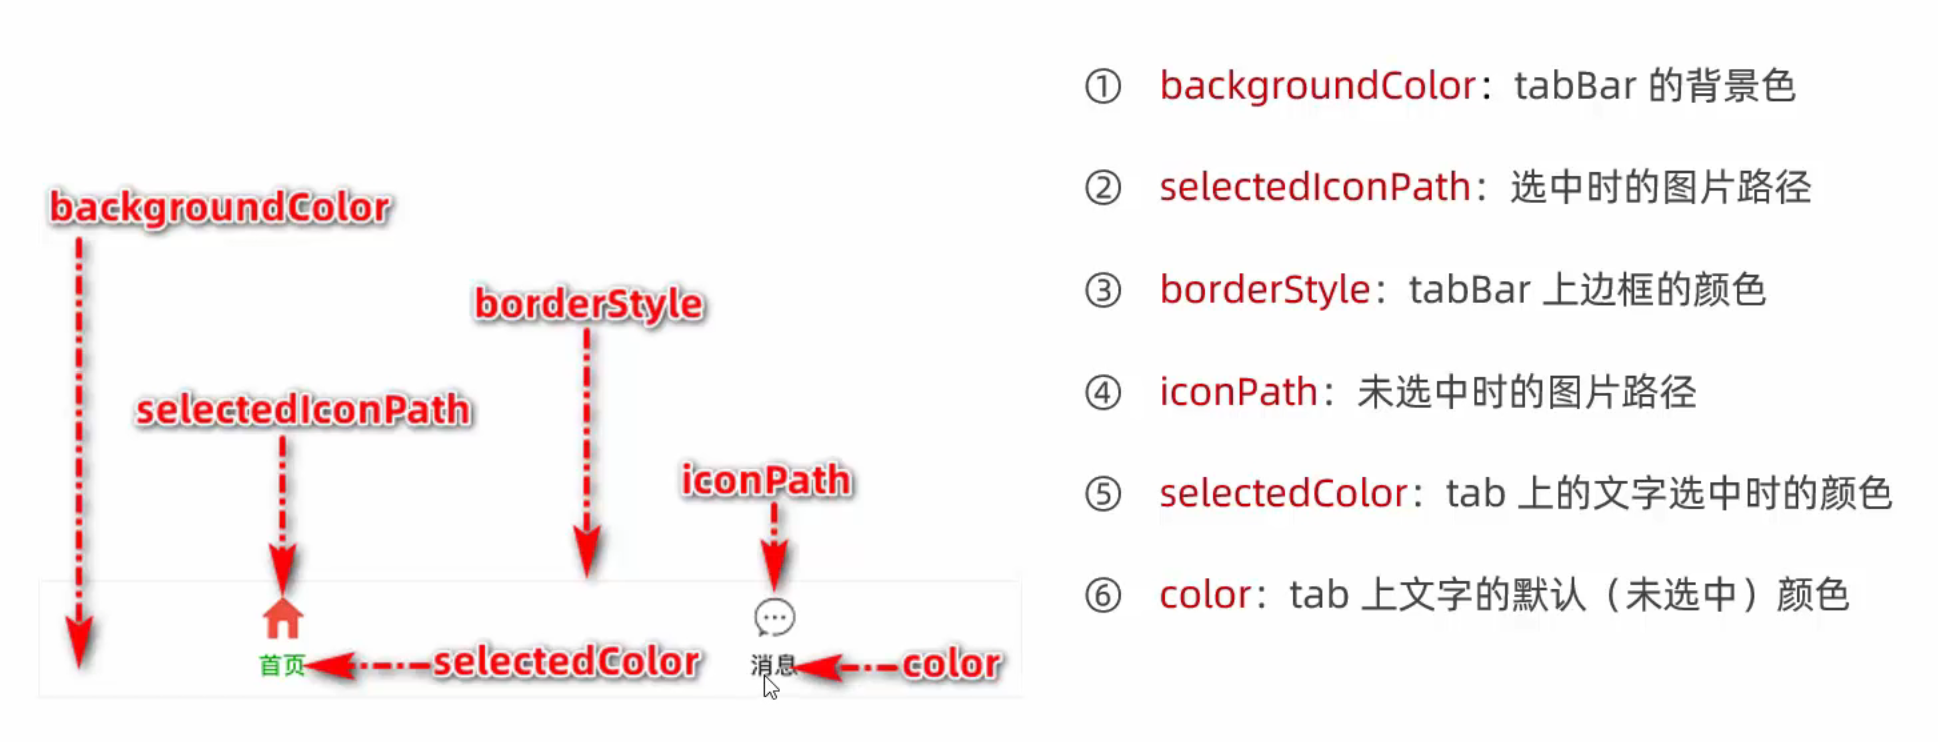 backgroundColor
borderStyle
selectedIconPath
iconPath
首页
selectedColor
消息
color
① backgroundColor：tabBar 的背景色
② selectedIconPath：选中时的图片路径
③ borderStyle：tabBar 上边框的颜色
④ iconPath：未选中时的图片路径
⑤ selectedColor：tab 上的文字选中时的颜色
⑥ color：tab 上文字的默认（未选中）颜色